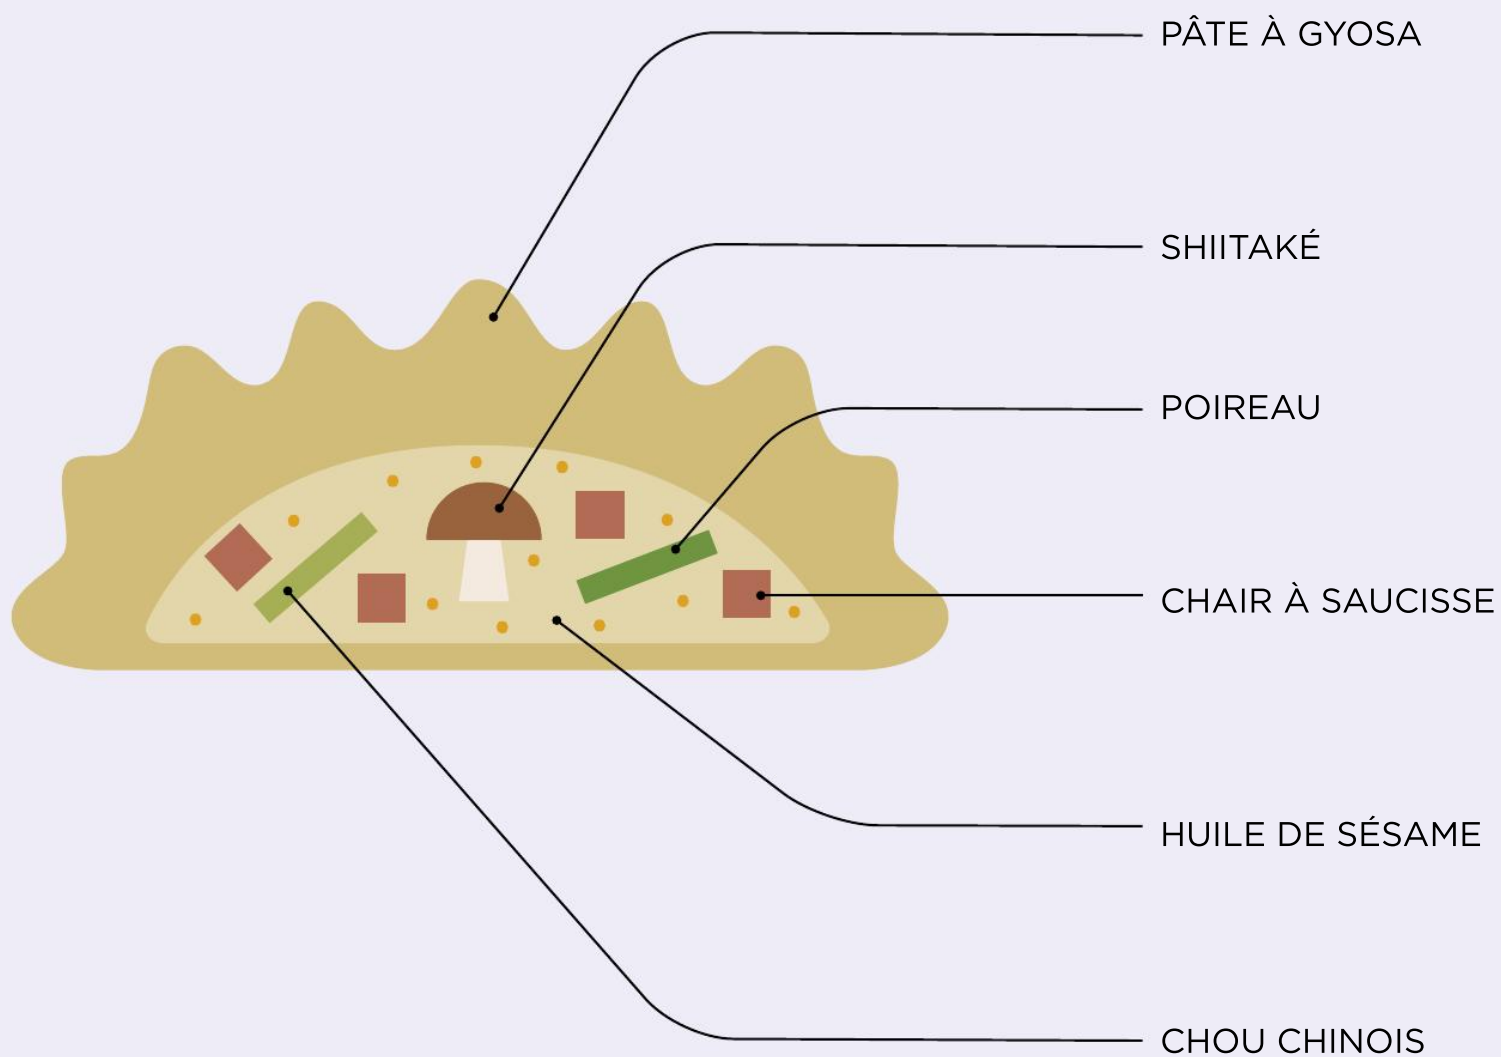 PÂTE À GYOSA
SHIITAKÉ
POIREAU
CHAIR À SAUCISSE
HUILE DE SÉSAME
CHOU CHINOIS